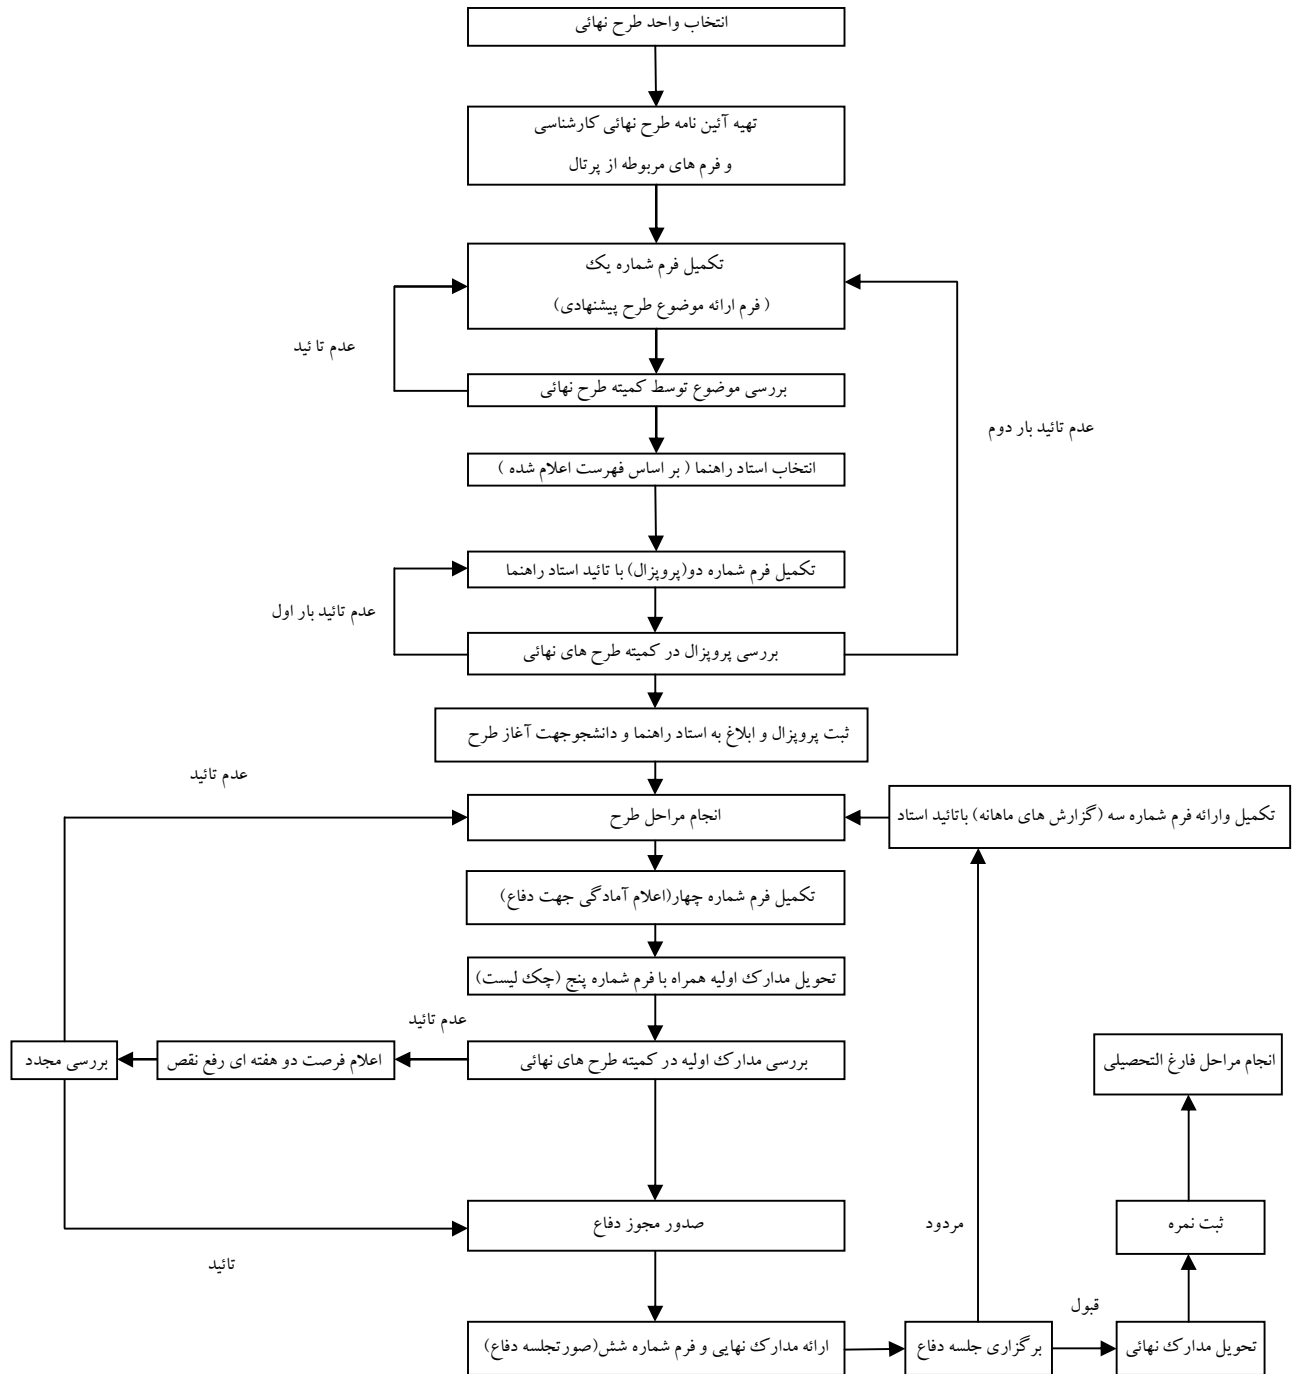 انتخاب واحد طرح نهائی
تهیه آئین نامه طرح نهائی کارشناسی
و فرم های مربوطه از پرتال
تکمیل فرم شماره یک
( فرم ارائه موضوع طرح پیشنهادی)
عدم تا ئید
بررسی موضوع توسط کمیته طرح نهائی
عدم تائید بار دوم
انتخاب استاد راهنما ( بر اساس فهرست اعلام شده )
تکمیل فرم شماره دو(پروپزال) با تائید استاد راهنما
عدم تائید بار اول
بررسی پروپزال در کمیته طرح های نهائی
ثبت پروپزال و ابلاغ به استاد راهنما و دانشجوجهت آغاز طرح
عدم تائید
تکمیل وارائه فرم شماره سه (گزارش های ماهانه) باتائید استاد
انجام مراحل طرح
تکمیل فرم شماره چهار(اعلام آمادگی جهت دفاع)
تحویل مدارک اولیه همراه با فرم شماره پنج (چک لیست)
عدم تائید
بررسی مدارک اولیه در کمیته طرح های نهائی
اعلام فرصت دو هفته ای رفع نقص
بررسی مجدد
انجام مراحل فارغ التحصیلی
صدور مجوز دفاع
مردود
ثبت نمره
تائید
قبول
ارائه مدارک نهایی و فرم شماره شش(صورتجلسه دفاع)
برگزاری جلسه دفاع
تحویل مدارک نهائی